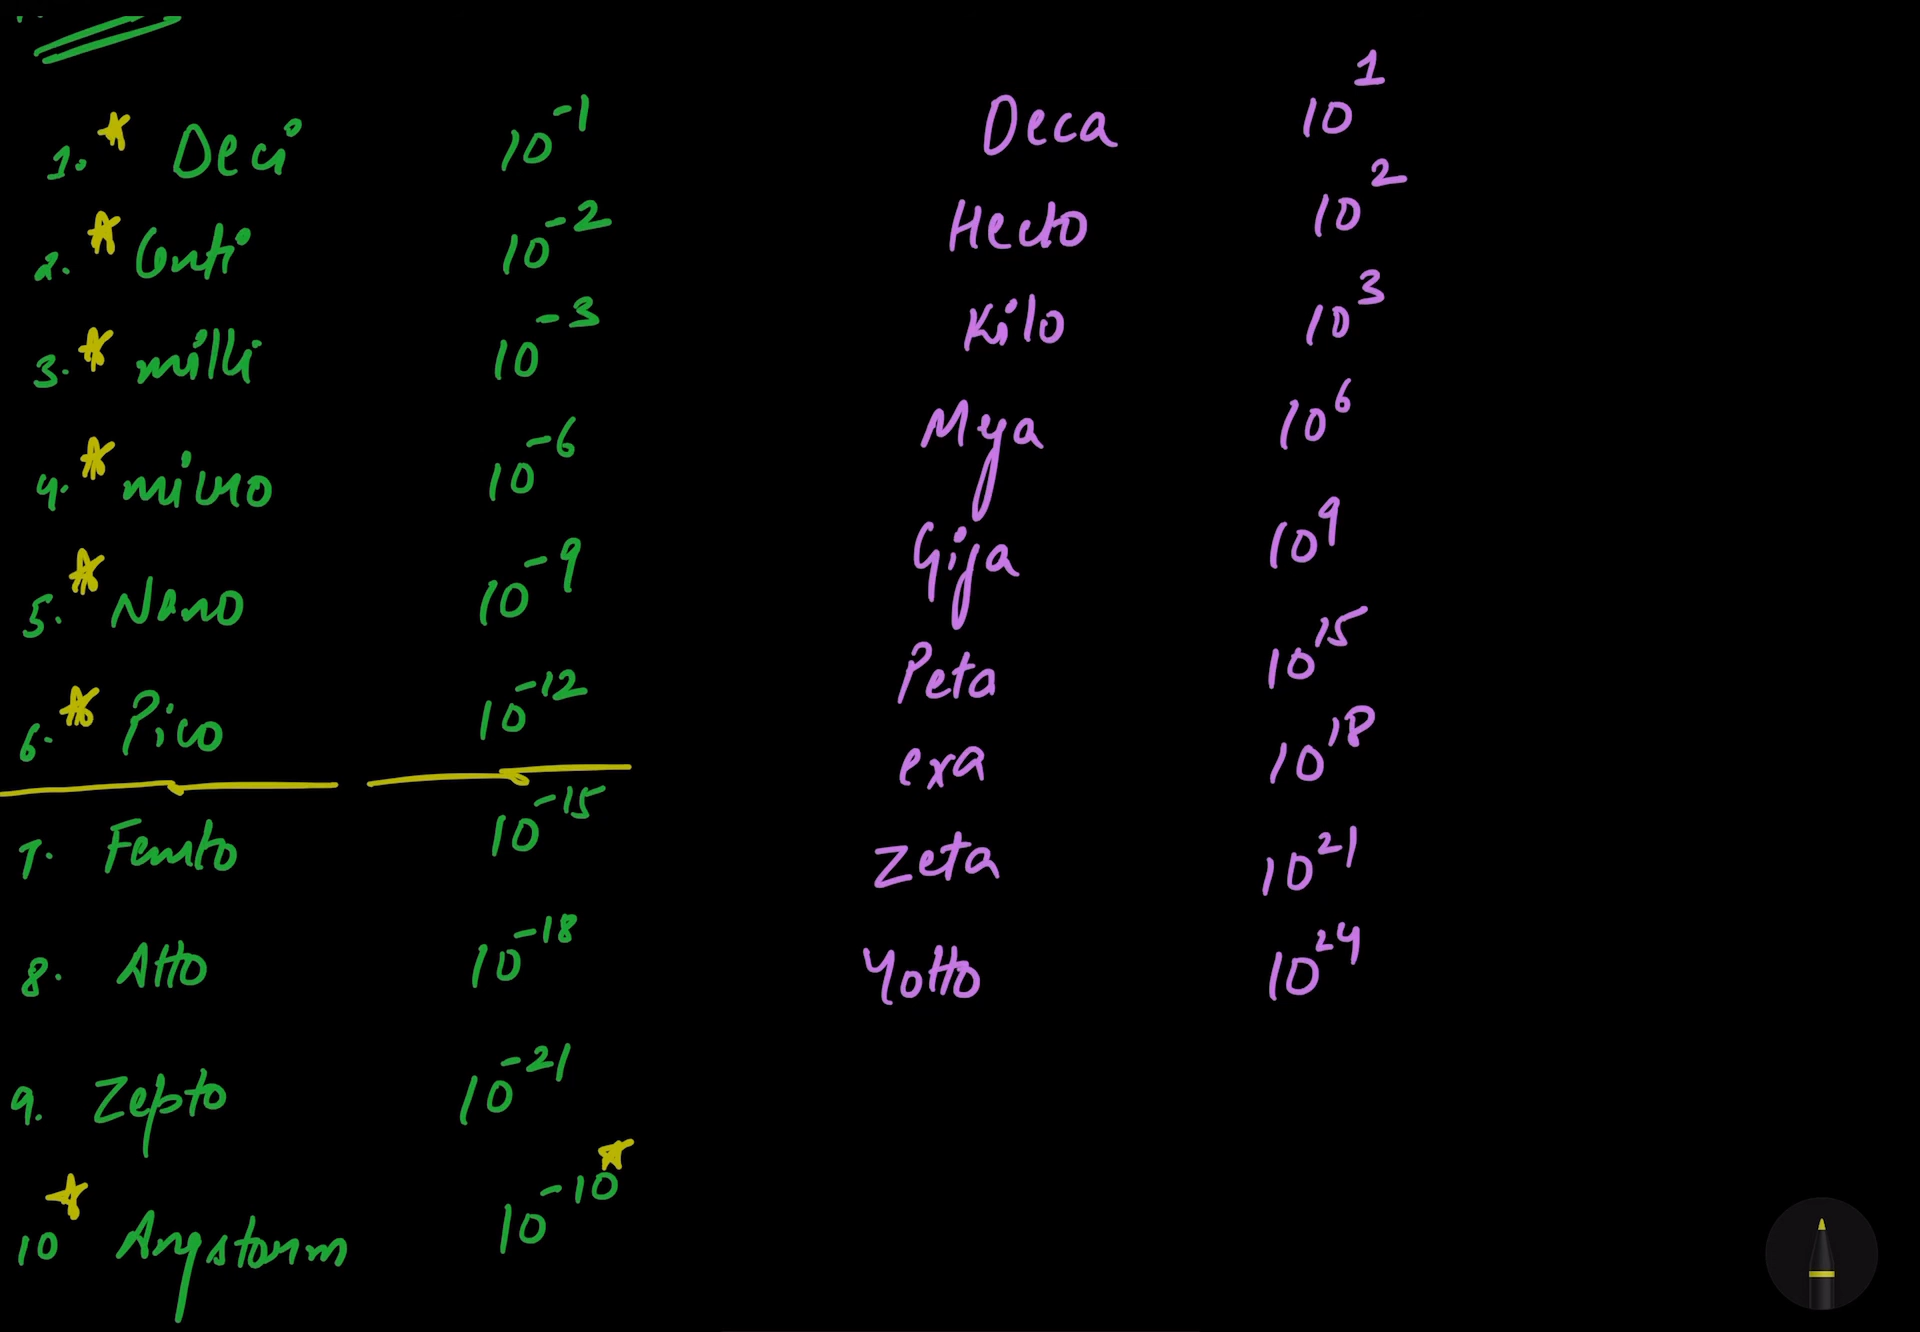 1. Deci 10^-1
2. Centi 10^-2
3. milli 10^-3
4. micro 10^-6
5. Nano 10^-9
6. Pico 10^-12
7. Femto 10^-15
8. Atto 10^-18
9. Zepto 10^-21
10 Angstorm 10^-10
Deca 10^1
Hecto 10^2
Kilo 10^3
Mega 10^6
Giga 10^9
Peta 10^15
exa 10^18
Zeta 10^21
Yotto 10^24